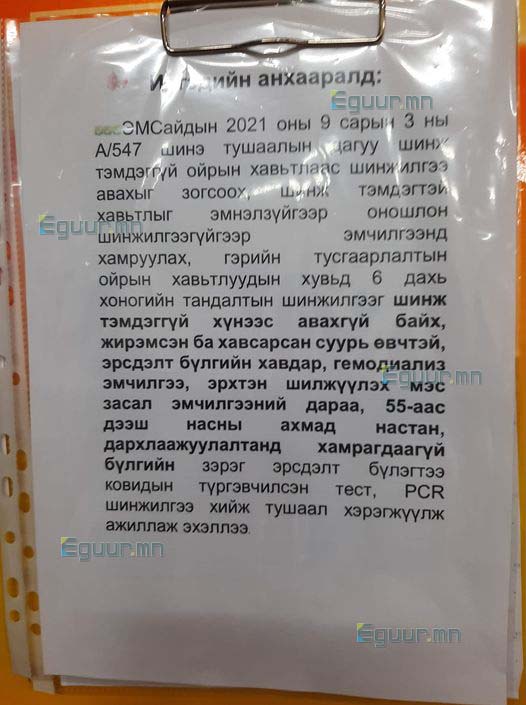 анхааралд:
Eguur.mn
ЭМСайдын 2021 оны 9 сарын 3 ны
А/547 шинэ тушаалын дагуу шинж
тэмдэггүй ойрын хавьтлаас шинжилгээ
авахыг зогсоох, шинж тэмдэгтэй
хавьтлыг эмнэлзүйгээр оношлон
Eguur.mn
шинжилгээгүйгээр эмчилгээнд
хамруулах, гэрийн тусгаарлалтын
ойрын хавьтлуудын хувьд 6 дахь
хоногийн тандалтын шинжилгээг шинж
тэмдэггүй хүнээс авахгүй байх,
жирэмсэн ба хавсарсан суурь өвчтэй,
эрсдэлт бүлгийн хавдар, гемодиализ
Eguur.mn
эмчилгээ, эрхтэн шилжүүлэх мэс
засал эмчилгээний дараа, 55-аас
дээш насны ахмад настан,
дархлаажуулалтанд хамрагдаагүй
бүлгийн зэрэг эрсдэлт бүлэгтээ
ковидын түргэвчилсэн тест, PCR
шинжилгээ хийж тушаал хэрэгжүүлж
ажиллаж эхэллээ.
Eguur.mn
Eguur.mn